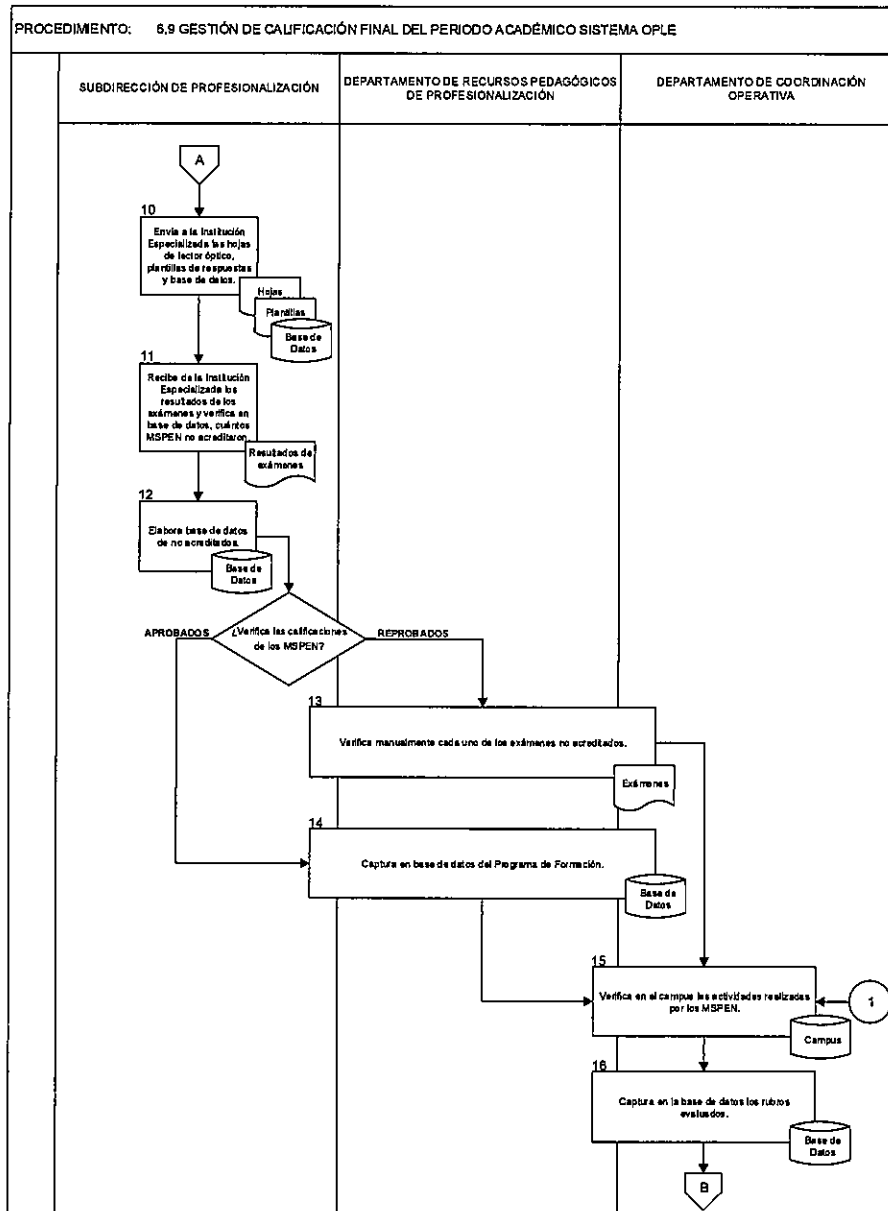 PROCEDIMIENTO: 6.9 GESTIÓN DE CALIFICACIÓN FINAL DEL PERIODO ACADÉMICO SISTEMA OPLE
SUBDIRECCIÓN DE PROFESIONALIZACIÓN
DEPARTAMENTO DE RECURSOS PEDAGÓGICOS
DE PROFESIONALIZACIÓN
DEPARTAMENTO DE COORDINACIÓN
OPERATIVA
A
10
Envía a la Institución
Especializada las hojas
de lector óptico,
plantillas de respuestas
y base de datos.
Hojas
Plantillas
Base de
Datos
11
Recibe de la Institución
Especializada los
resultados de los
exámenes y verifica en
base de datos, cuántos
MSPEN no acreditaron.
Resultados de
exámenes
12
Elabora base de datos
de no acreditados.
Base de
Datos
¿Verifica las calificaciones
de los MSPEN?
APROBADOS
REPROBADOS
13
Verifica manualmente cada uno de los exámenes no acreditados.
Exámenes
14
Captura en base de datos del Programa de Formación.
Base de
Datos
15
Verifica en el campus las actividades realizadas
por los MSPEN.
Campus
1
16
Captura en la base de datos los rubros
evaluados.
Base de
Datos
B